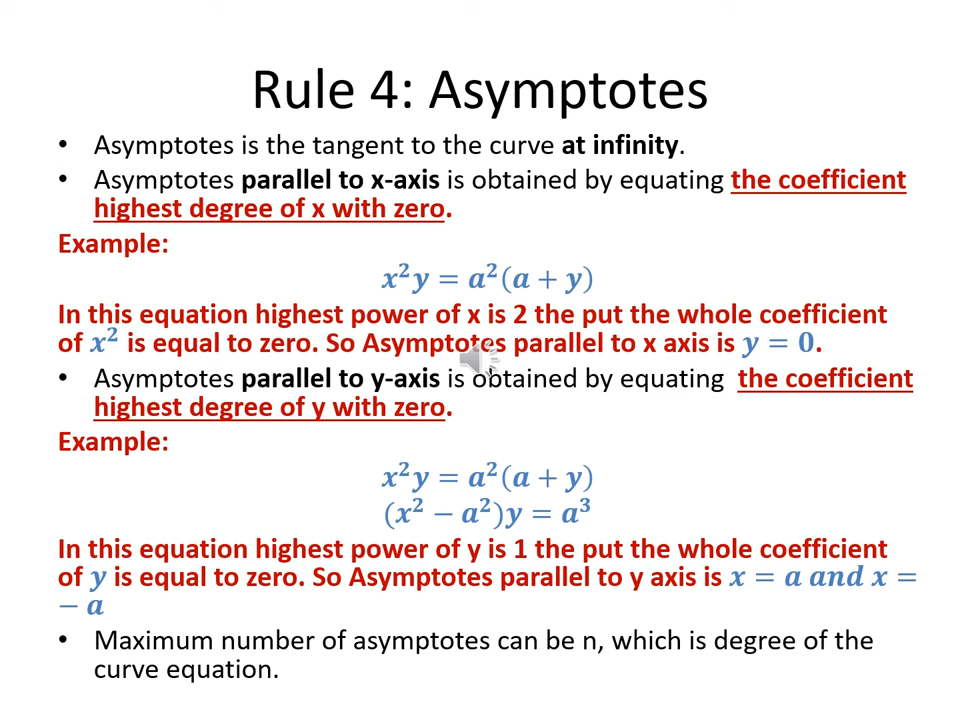 Rule 4: Asymptotes
• Asymptotes is the tangent to the curve at infinity.
• Asymptotes parallel to x-axis is obtained by equating the coefficient
highest degree of x with zero.
Example:
x²y = a²(a + y)
In this equation highest power of x is 2 the put the whole coefficient
of x² is equal to zero. So Asymptotes parallel to x axis is y = 0.
• Asymptotes parallel to y-axis is obtained by equating the coefficient
highest degree of y with zero.
Example:
x²y = a²(a + y)
(x² − a²)y = a³
In this equation highest power of y is 1 the put the whole coefficient
of y is equal to zero. So Asymptotes parallel to y axis is x = a and x =
− a
• Maximum number of asymptotes can be n, which is degree of the
curve equation.